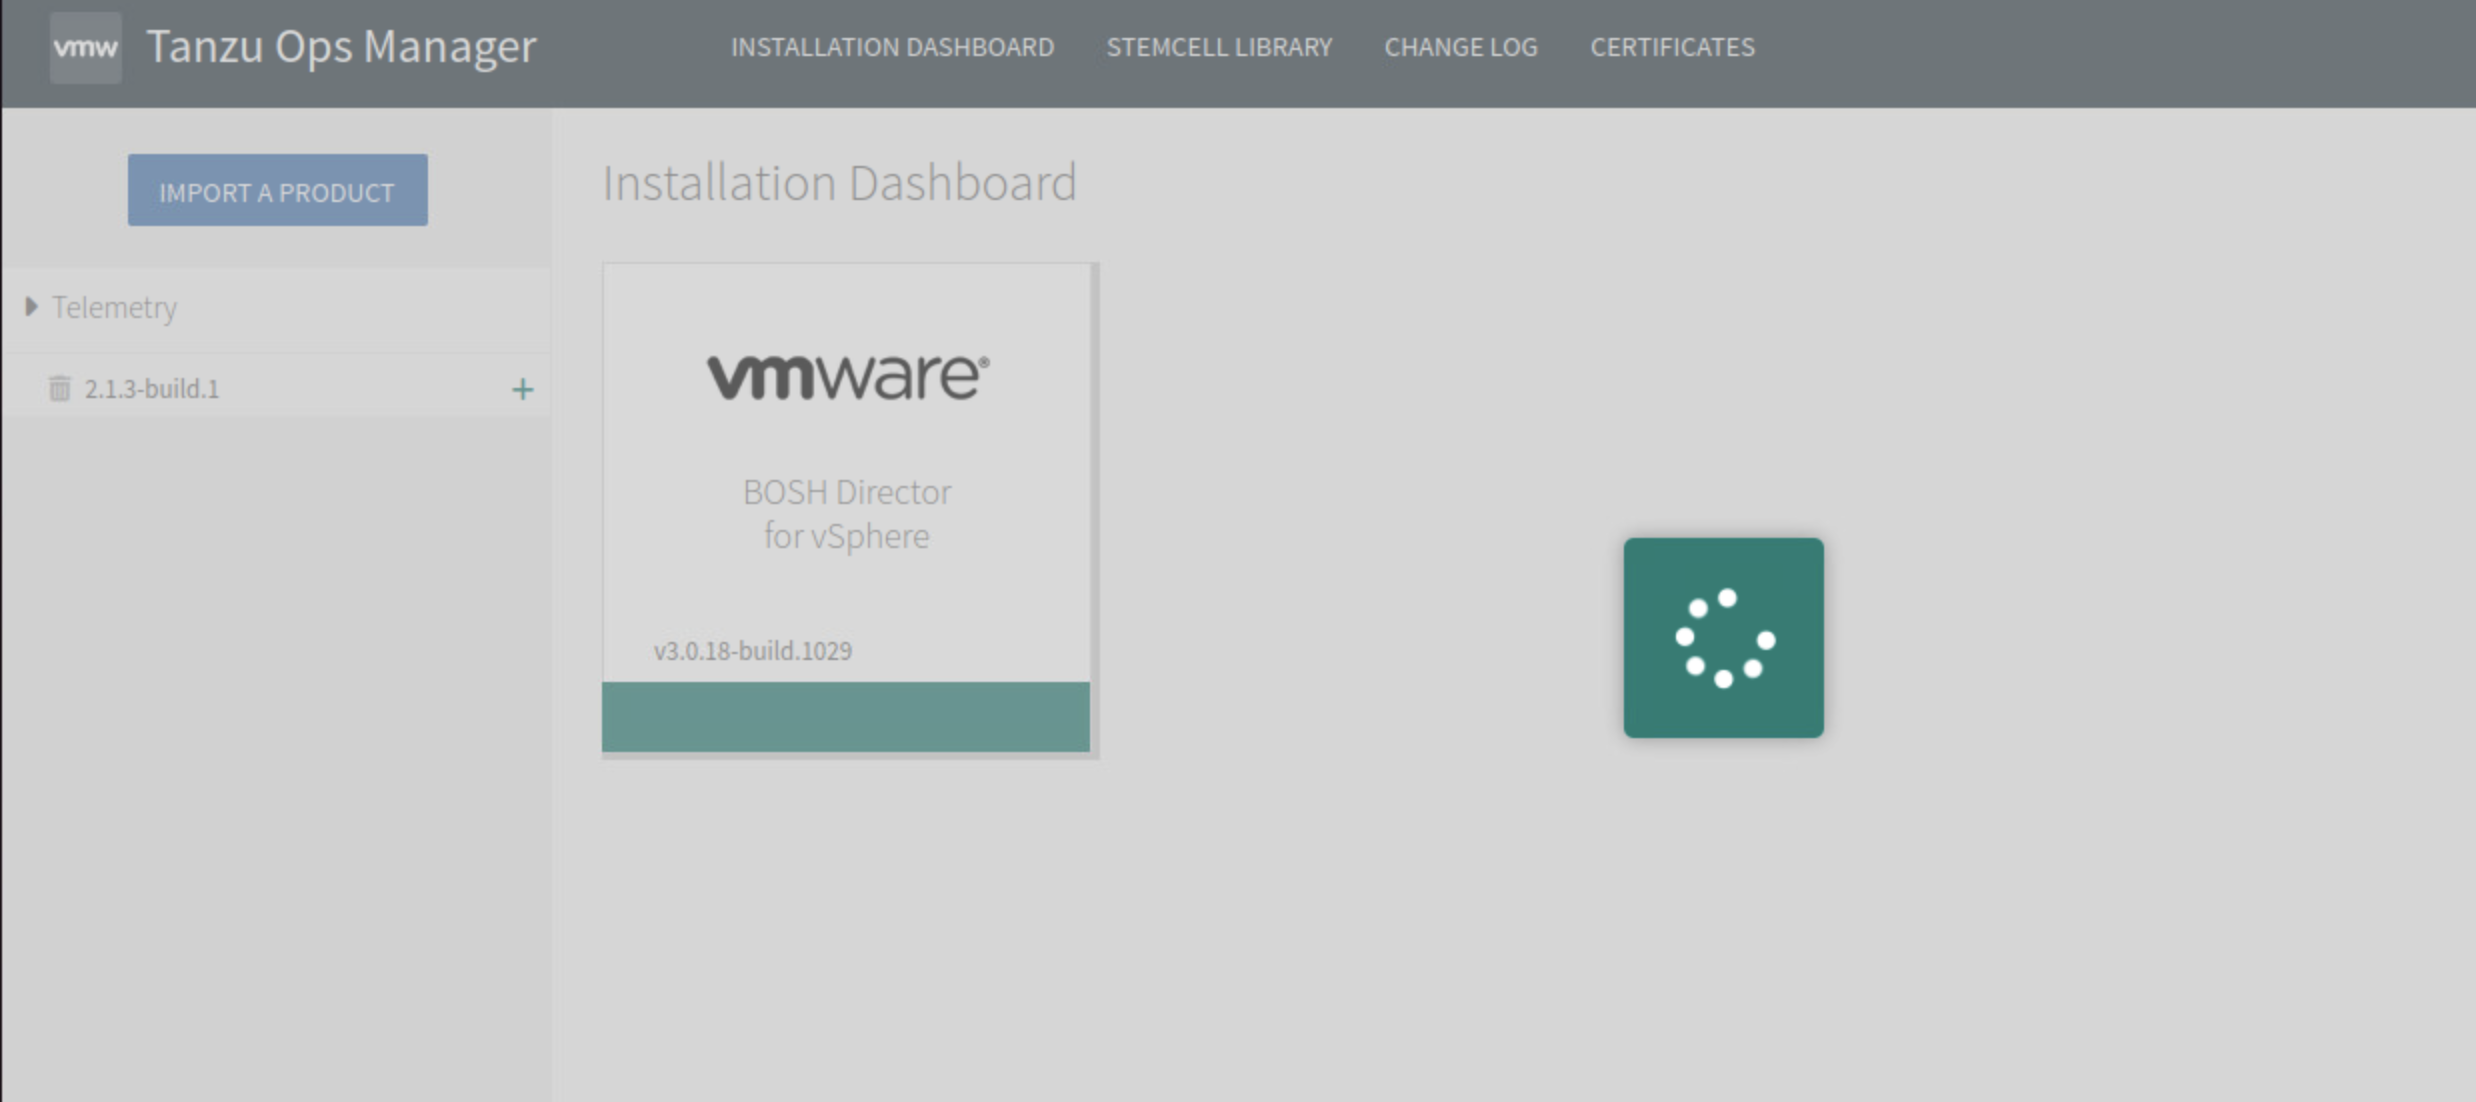 vmw Tanzu Ops Manager INSTALLATION DASHBOARD STEMCELL LIBRARY CHANGE LOG CERTIFICATES
IMPORT A PRODUCT
Telemetry
2.1.3-build.1 +
Installation Dashboard
vmware®
BOSH Director
for vSphere
v3.0.18-build.1029